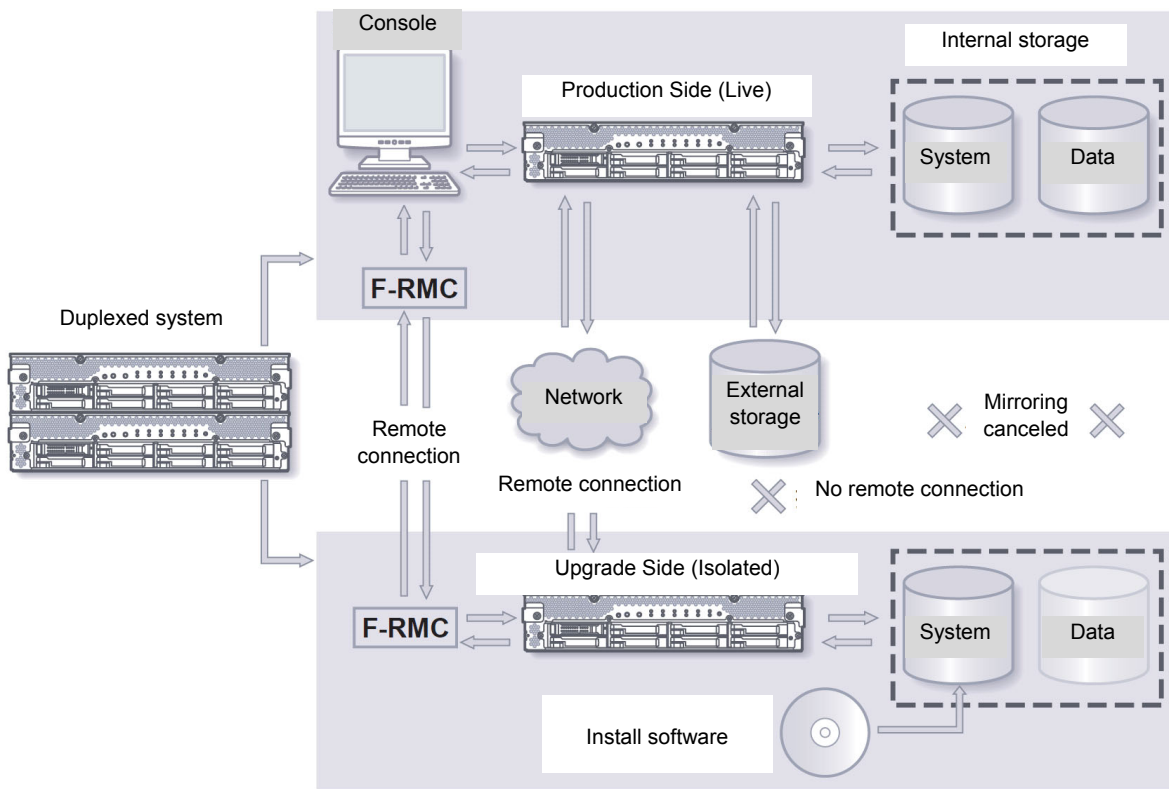 Console
Internal storage
Production Side (Live)
System
Data
F-RMC
Duplexed system
Network
External
storage
Mirroring
canceled
Remote
connection
Remote connection
No remote connection
Upgrade Side (Isolated)
F-RMC
System
Data
Install software